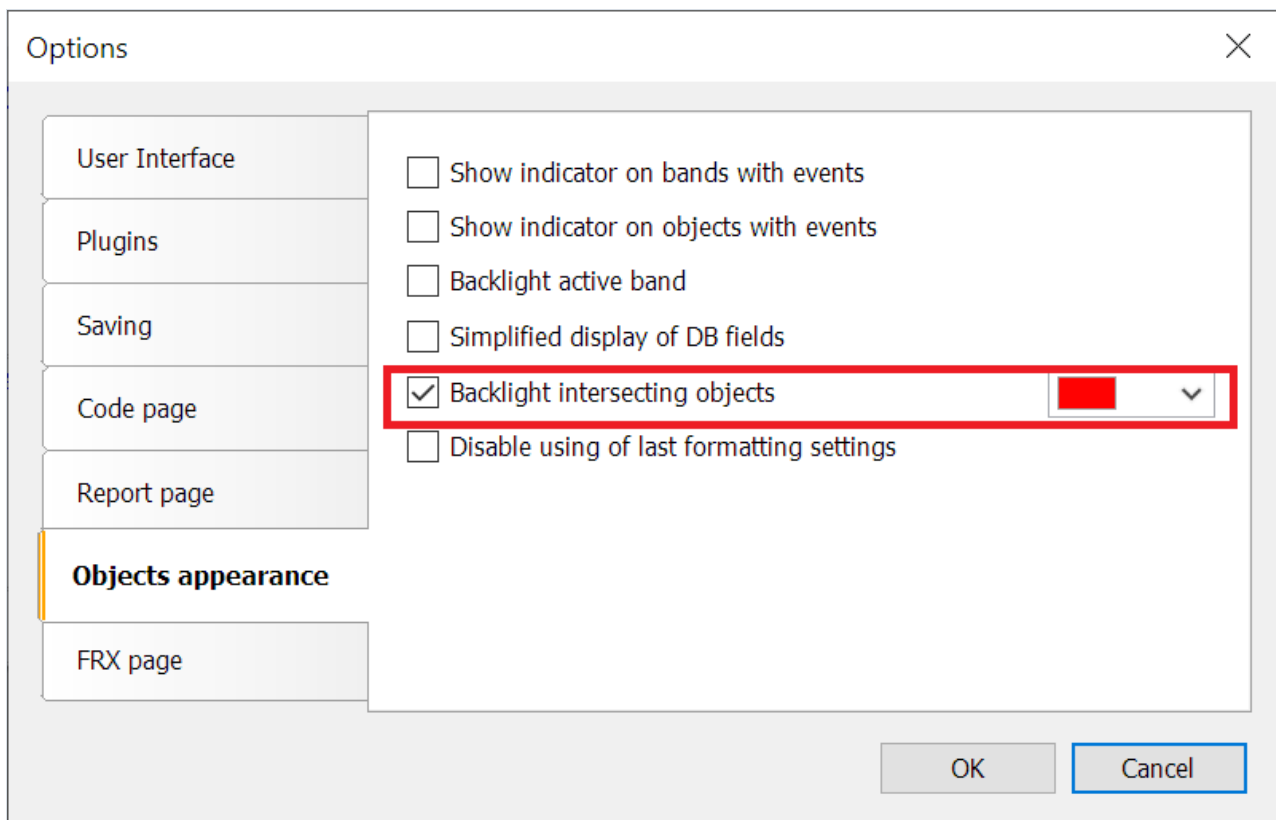 Options
User Interface
Plugins
Saving
Code page
Report page
Objects appearance
FRX page
Show indicator on bands with events
Show indicator on objects with events
Backlight active band
Simplified display of DB fields
Backlight intersecting objects
Disable using of last formatting settings
OK
Cancel